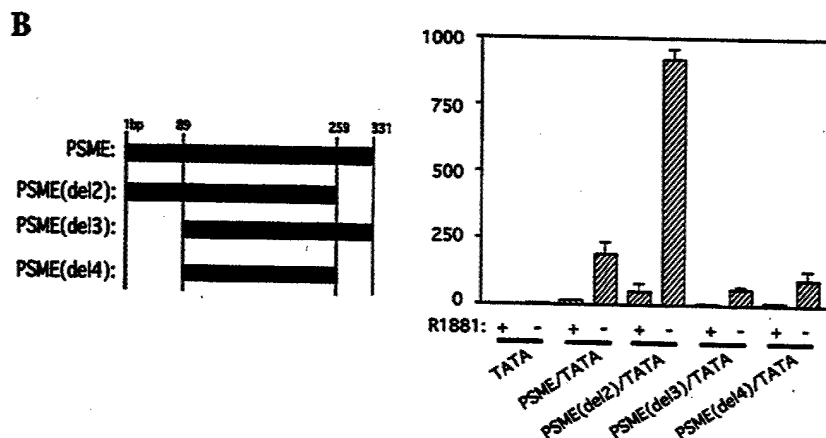 B
1bp 89 253 331
PSME:
PSME(del2):
PSME(del3):
PSME(del4):
1000
750
500
250
0
R1881: + - + - + - + - + -
TATA
PSME/TATA
PSME(del2)/TATA
PSME(del3)/TATA
PSME(del4)/TATA